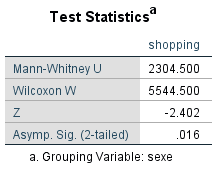 Test Statisticsa
shopping
Mann-Whitney U 2304.500
Wilcoxon W 5544.500
Z -2.402
Asymp. Sig. (2-tailed) .016
a. Grouping Variable: sexe